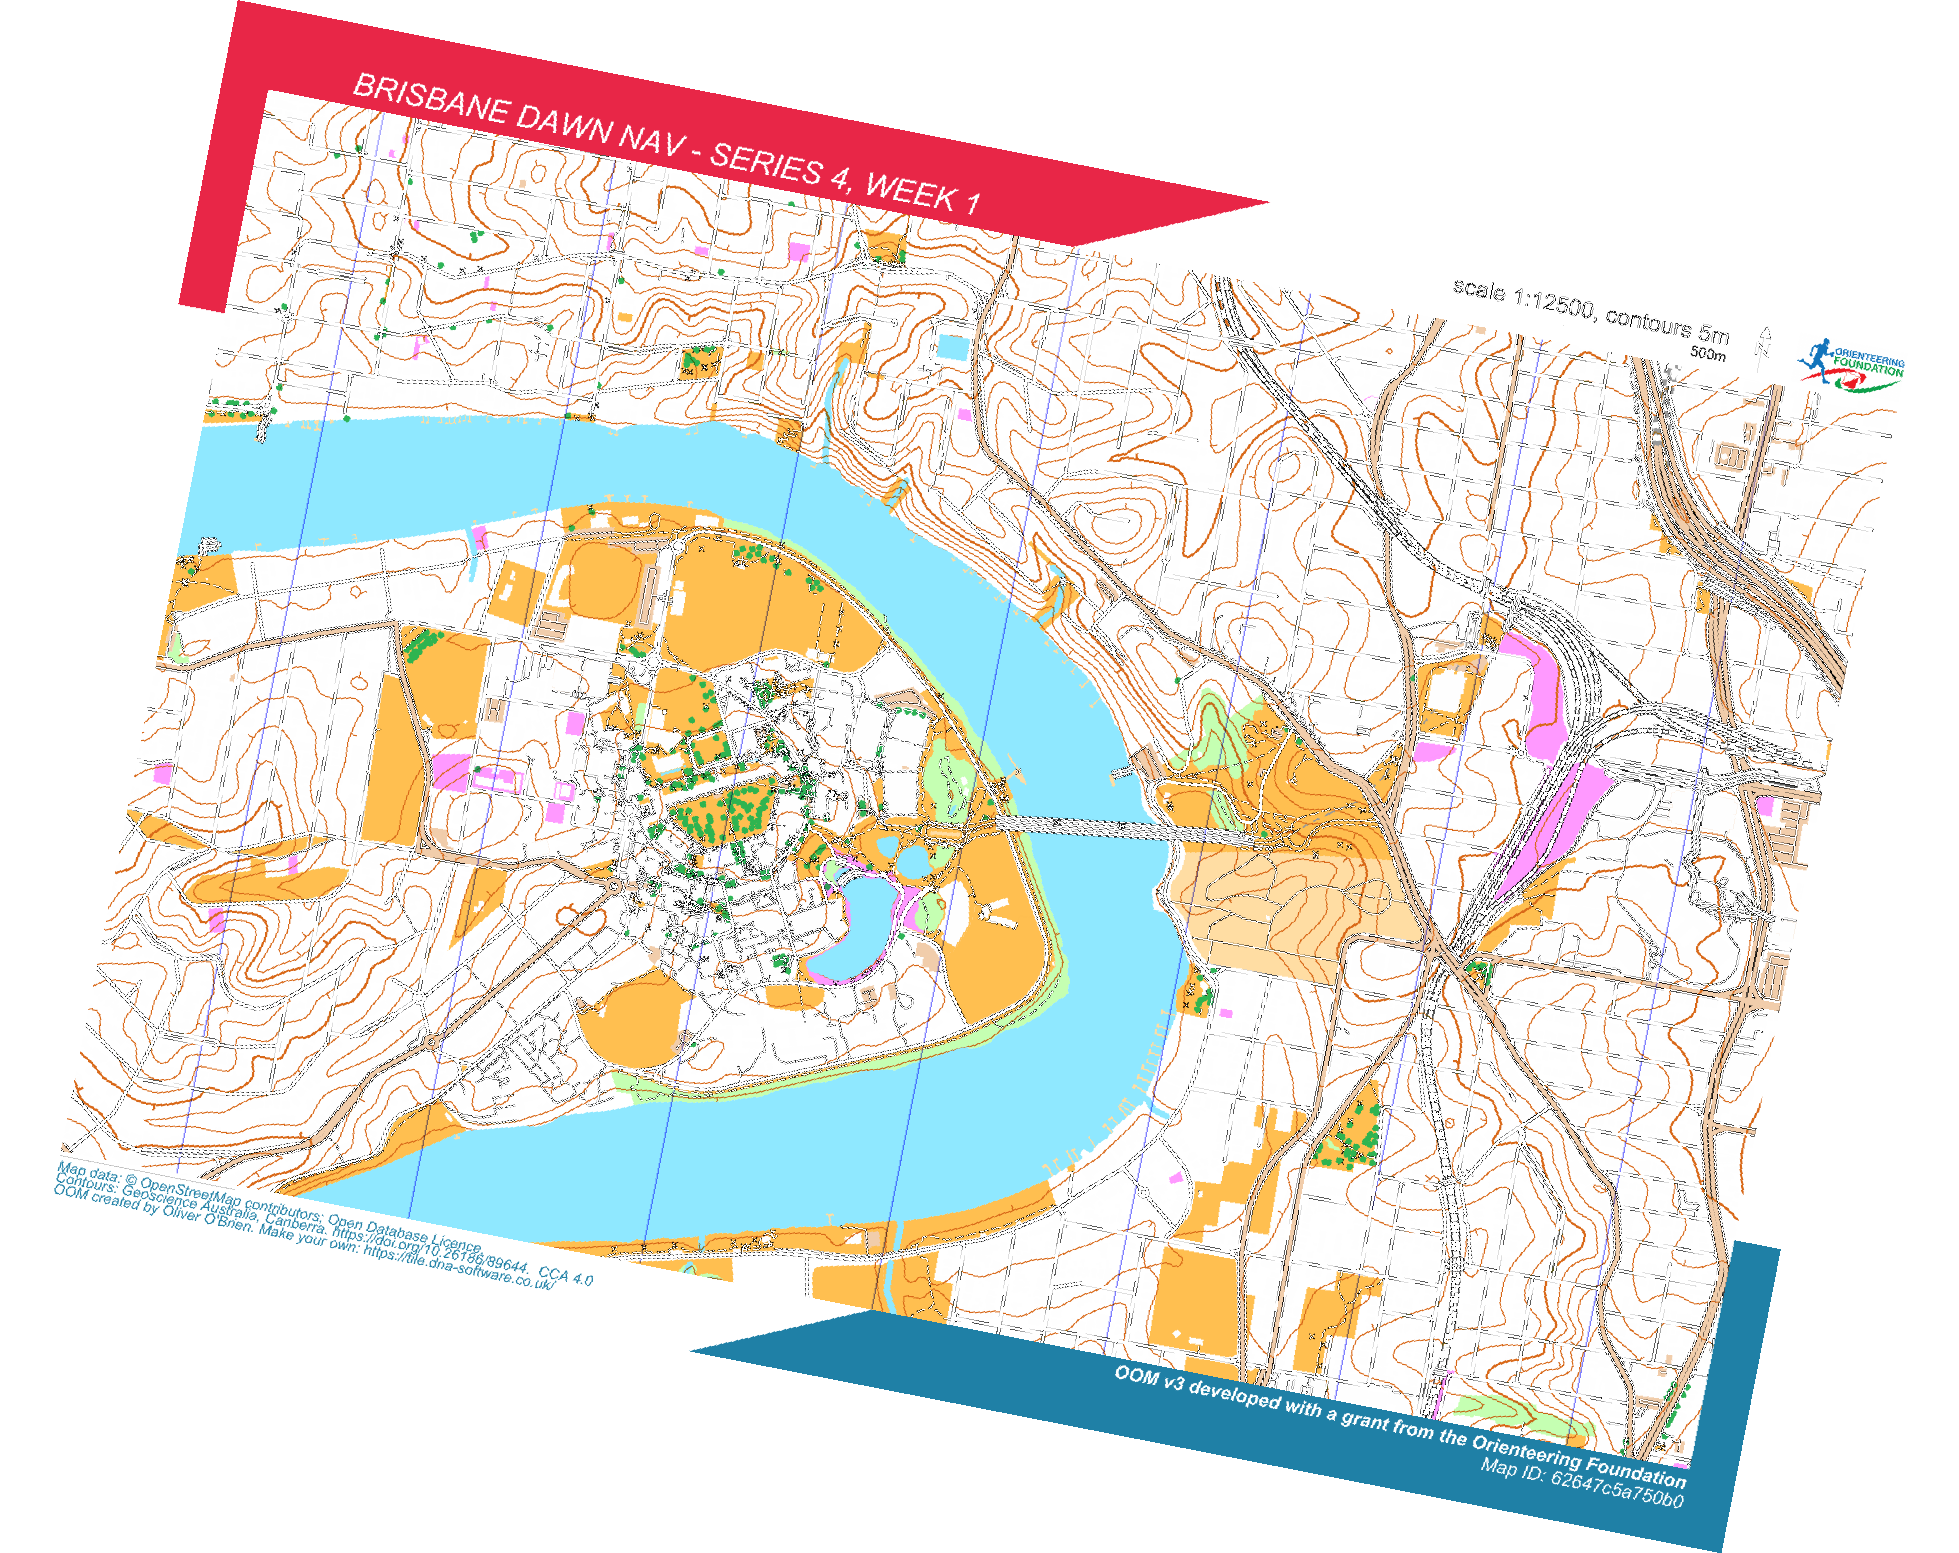 BRISBANE DAWN NAV - SERIES 4, WEEK 1
scale 1:12500, contours 5m
500m
ORIENTEERING
FOUNDATION
Map data: © OpenStreetMap contributors; Open Database Licence.
Contours: Geoscience Australia, Canberra. https://doi.org/10.26186/89644. CCA 4.0
OOM created by Oliver O'Brien. Make your own: https://tile.dna-software.co.uk/
OOM v3 developed with a grant from the Orienteering Foundation
Map ID: 62647c5a750b0